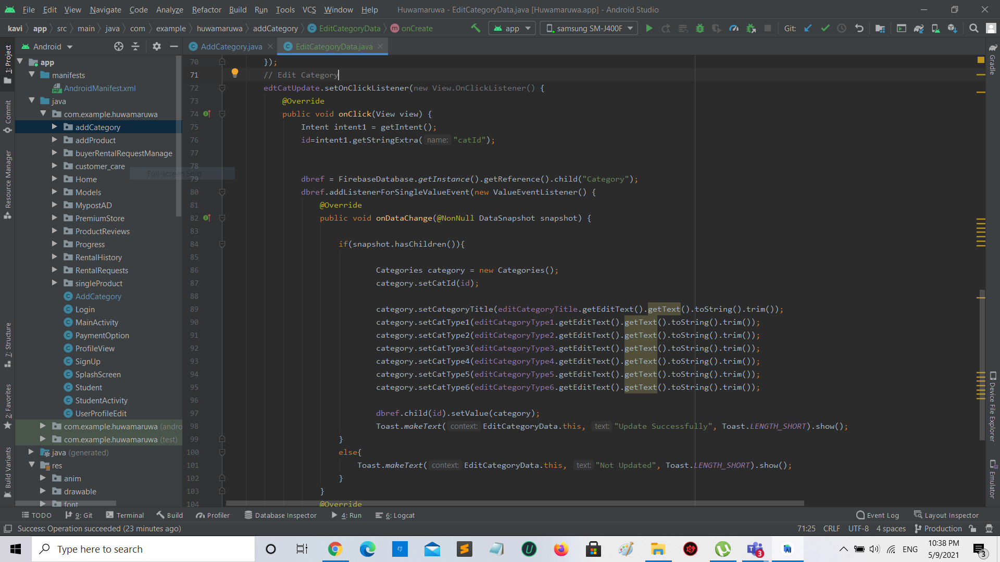 File Edit View Navigate Code Analyze Refactor Build Run Tools VCS Window Help Huwamaruwa - EditCategoryData.java [Huwamaruwa.app] - Android Studio
kavi app src main java com example huwamaruwa addCategory EditCategoryData onCreate app samsung SM-J400F Git:
Android AddCategory.java EditCategoryData.java
1: Project
Commit
Resource Manager
7: Structure
2: Favorites
Build Variants
app
manifests
AndroidManifest.xml
java
com.example.huwamaruwa
addCategory
addProduct
buyerRentalRequestManage
customer_care
Full-screen Snip
Home
Models
MypostAD
PremiumStore
ProductReviews
Progress
RentalHistory
RentalRequests
singleProduct
AddCategory
Login
MainActivity
PaymentOption
ProfileView
SignUp
SplashScreen
Student
StudentActivity
UserProfileEdit
com.example.huwamaruwa (andro
com.example.huwamaruwa (test)
java (generated)
res
anim
drawable
font
70 });
71 // Edit Category
72 edtCatUpdate.setOnClickListener(new View.OnClickListener() {
73 @Override
74 public void onClick(View view) {
75 Intent intent1 = getIntent();
76 id=intent1.getStringExtra( name: "catId");
77
78
79 dbref = FirebaseDatabase.getInstance().getReference().child("Category");
80 dbref.addListenerForSingleValueEvent(new ValueEventListener() {
81 @Override
82 public void onDataChange(@NonNull DataSnapshot snapshot) {
83
84 if(snapshot.hasChildren()){
85
86 Categories category = new Categories();
87 category.setCatId(id);
88
89 category.setCategoryTitle(editCategoryTitle.getEditText().getText().toString().trim());
90 category.setCatType1(editCategoryType1.getEditText().getText().toString().trim());
91 category.setCatType2(editCategoryType2.getEditText().getText().toString().trim());
92 category.setCatType3(editCategoryType3.getEditText().getText().toString().trim());
93 category.setCatType4(editCategoryType4.getEditText().getText().toString().trim());
94 category.setCatType5(editCategoryType5.getEditText().getText().toString().trim());
95 category.setCatType6(editCategoryType6.getEditText().getText().toString().trim());
96
97 dbref.child(id).setValue(category);
98 Toast.makeText( context: EditCategoryData.this, text: "Update Successfully", Toast.LENGTH_SHORT).show();
99 }
100 else{
101 Toast.makeText( context: EditCategoryData.this, text: "Not Updated", Toast.LENGTH_SHORT).show();
102 }
103 }
104 @Override
Gradle
Device File Explorer
Emulator
TODO 9: Git Terminal Build Profiler Database Inspector 4: Run 6: Logcat Event Log Layout Inspector
Success: Operation succeeded (23 minutes ago) 71:25 CRLF UTF-8 4 spaces Production
Type here to search ENG 10:38 PM
5/9/2021 3